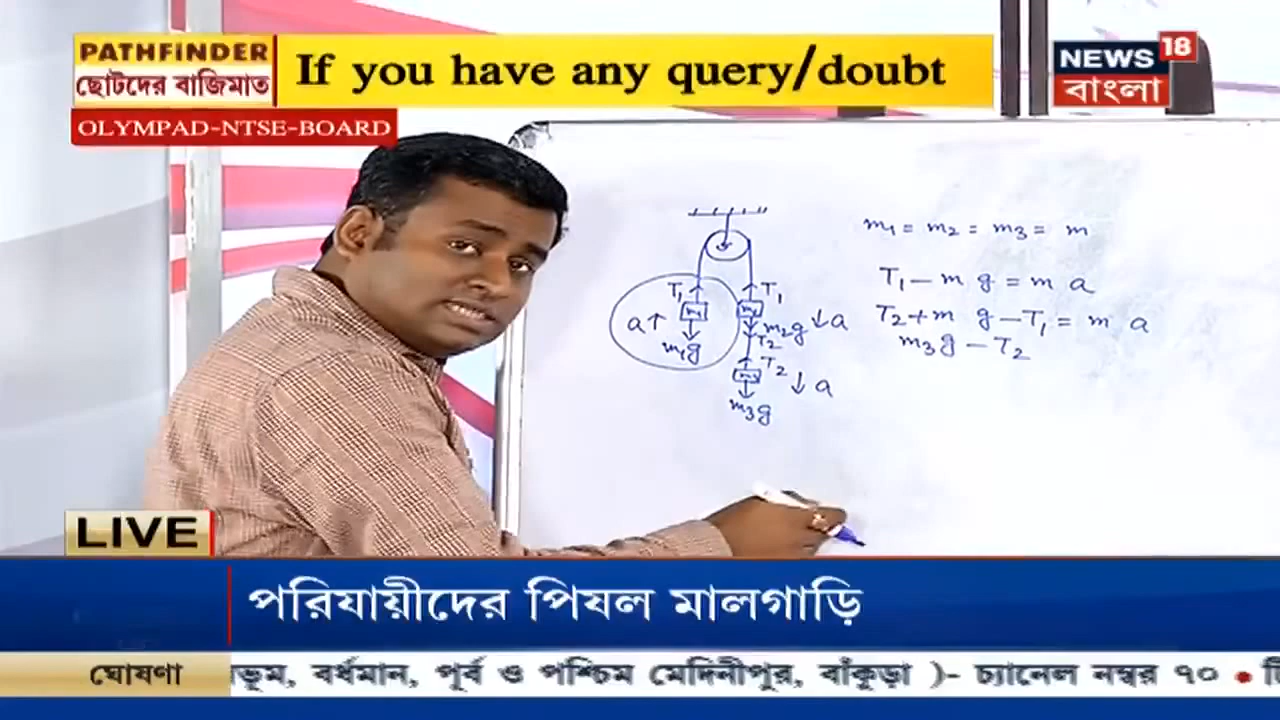 PATHFINDER
ছোটদের বাজিমাত
If you have any query/doubt
NEWS 18
বাংলা
OLYMPAD-NTSE-BOARD
m₁ = m₂ = m₃ = m
T₁ - m g = m a
T₂ + m g - T₁ = m a
m₃g - T₂
T₁
T₁
a↑
m₁
m₁g
m₂g ↓a
T₂
T₂
↓a
m₃g
LIVE
পরিযায়ীদের পিষল মালগাড়ি
ঘোষণা
ভূম, বর্ধমান, পূর্ব ও পশ্চিম মেদিনীপুর, বাঁকুড়া )- চ্যানেল নম্বর ৭০ •